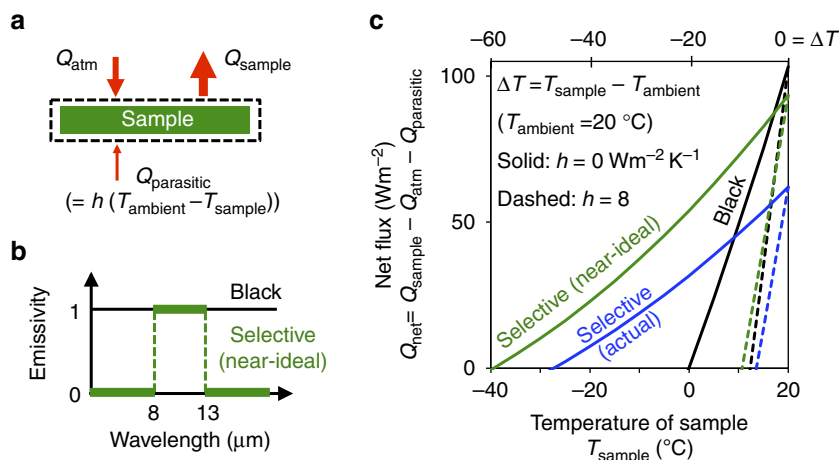 a
Q_atm
Q_sample
Sample
Q_parasitic
(= h (T_ambient − T_sample))
b
Emissivity
1
0
Black
Selective
(near-ideal)
8
13
Wavelength (μm)
c
−60
−40
−20
0 = ΔT
Net flux (Wm⁻²)
Q_net = Q_sample − Q_atm − Q_parasitic
100
50
0
ΔT = T_sample − T_ambient
(T_ambient =20 °C)
Solid: h = 0 Wm⁻² K⁻¹
Dashed: h = 8
Black
Selective (near-ideal)
Selective
(actual)
−40
−20
0
20
Temperature of sample
T_sample (°C)